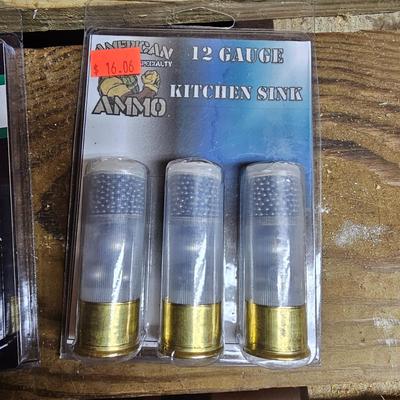 AMERICAN
SPECIALTY
AMMO
$ 16.06
12 GAUGE
KITCHEN SINK